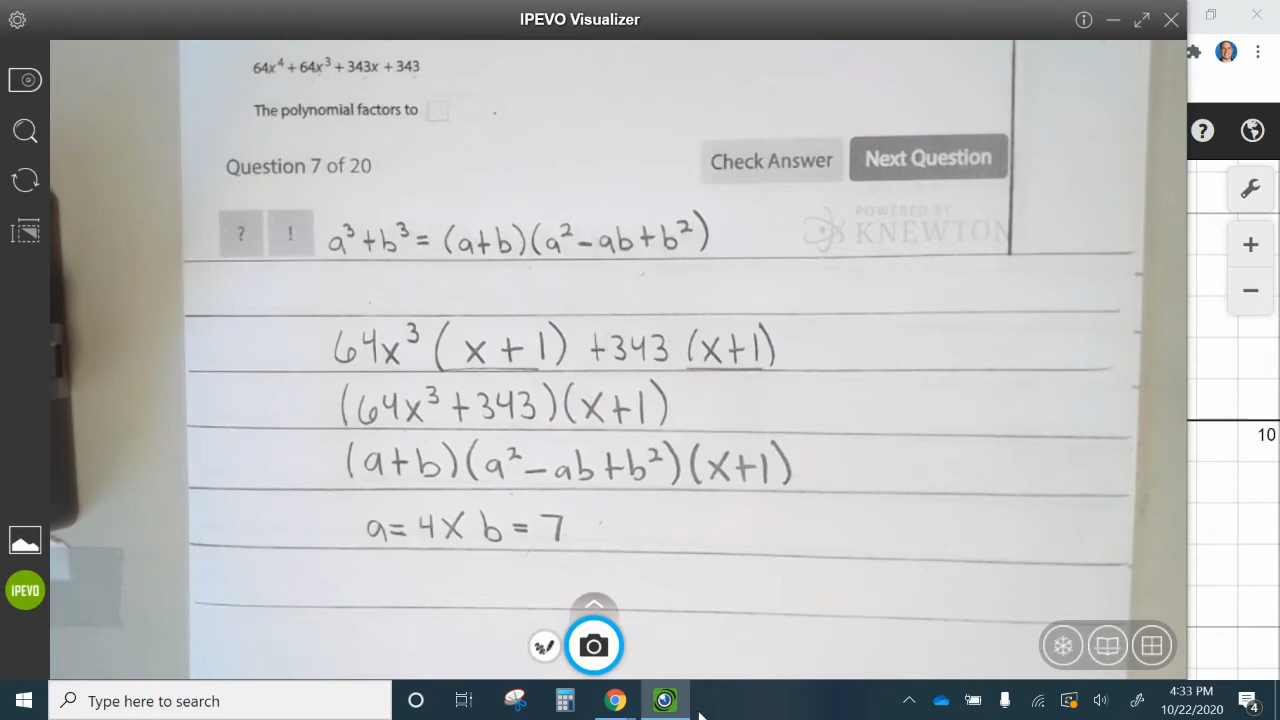 IPEVO Visualizer
64x⁴ + 64x³ + 343x + 343
The polynomial factors to .
Question 7 of 20
Check Answer
Next Question
? !
POWERED BY
KNEWTON
a³ + b³ = (a+b)(a² - ab + b²)
64x³ (x + 1) + 343 (x+1)
(64x³ + 343)(x+1)
(a+b)(a² - ab + b²)(x+1)
a = 4x b = 7
?
10
IPEVO
Type here to search
4:33 PM
10/22/2020
4